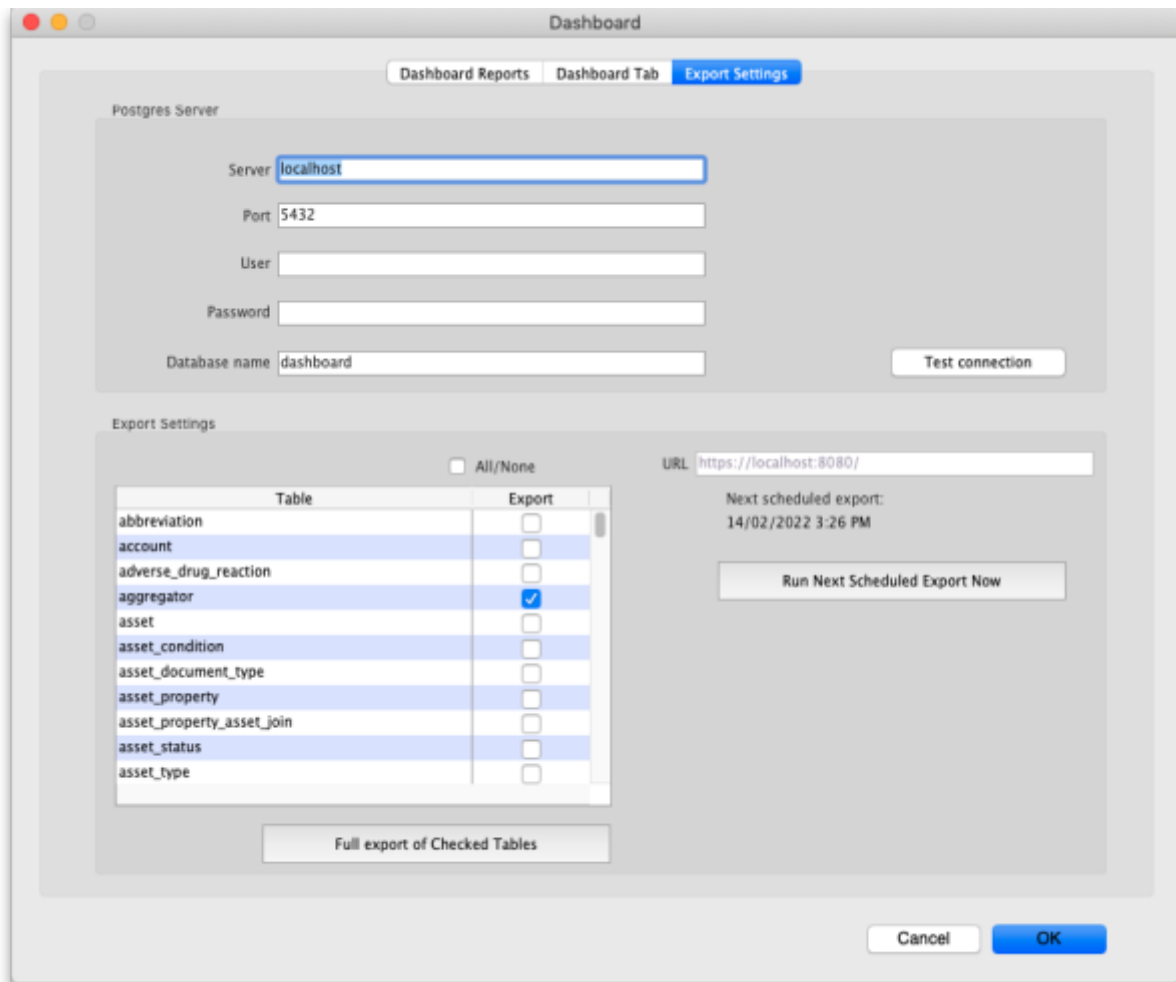 Dashboard
Dashboard Reports Dashboard Tab Export Settings
Postgres Server
Server localhost
Port 5432
User
Password
Database name dashboard
Test connection
Export Settings
All/None
URL https://localhost:8080/
Table Export
Next scheduled export:
14/02/2022 3:26 PM
abbreviation
account
adverse_drug_reaction
aggregator
asset
asset_condition
asset_document_type
asset_property
asset_property_asset_join
asset_status
asset_type
Run Next Scheduled Export Now
Full export of Checked Tables
Cancel OK